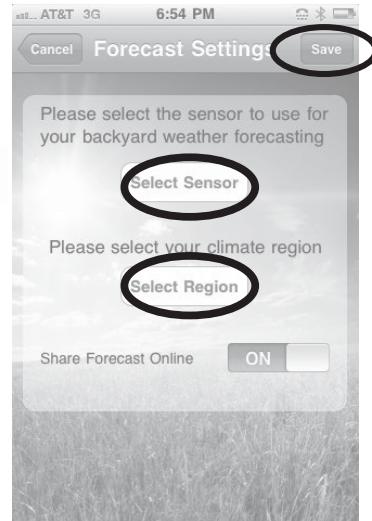 AT&T 3G 6:54 PM
Cancel Forecast Settings Save
Please select the sensor to use for
your backyard weather forecasting
Select Sensor
Please select your climate region
Select Region
Share Forecast Online ON